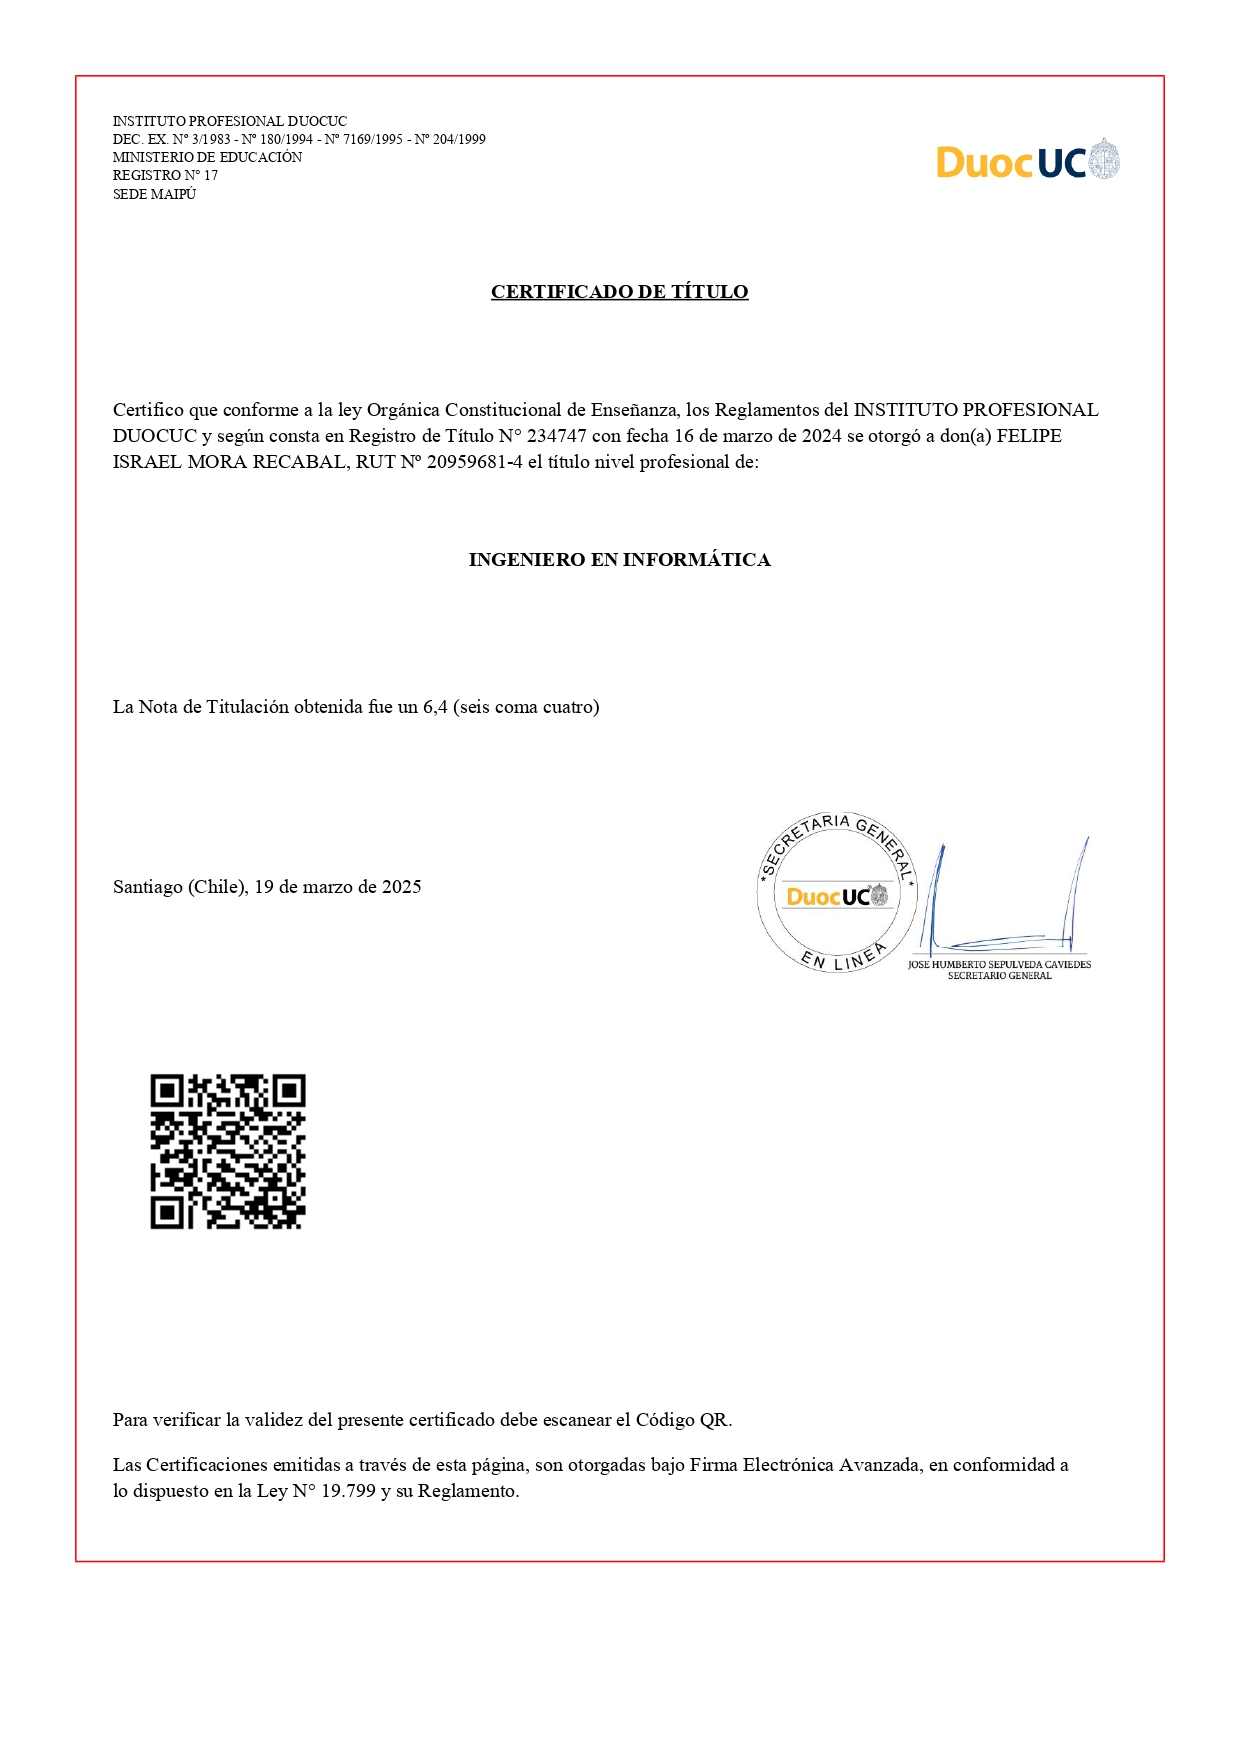 INSTITUTO PROFESIONAL DUOCUC
DEC. EX. Nº 3/1983 - Nº 180/1994 - Nº 7169/1995 - Nº 204/1999
MINISTERIO DE EDUCACIÓN
REGISTRO Nº 17
SEDE MAIPÚ
Duoc UC
CERTIFICADO DE TÍTULO
Certifico que conforme a la ley Orgánica Constitucional de Enseñanza, los Reglamentos del INSTITUTO PROFESIONAL
DUOCUC y según consta en Registro de Título N° 234747 con fecha 16 de marzo de 2024 se otorgó a don(a) FELIPE
ISRAEL MORA RECABAL, RUT Nº 20959681-4 el título nivel profesional de:
INGENIERO EN INFORMÁTICA
La Nota de Titulación obtenida fue un 6,4 (seis coma cuatro)
Santiago (Chile), 19 de marzo de 2025
*SECRETARIA GENERAL*
DuocUC
EN LINEA
JOSE HUMBERTO SEPULVEDA CAVIEDES
SECRETARIO GENERAL
Para verificar la validez del presente certificado debe escanear el Código QR.
Las Certificaciones emitidas a través de esta página, son otorgadas bajo Firma Electrónica Avanzada, en conformidad a
lo dispuesto en la Ley N° 19.799 y su Reglamento.